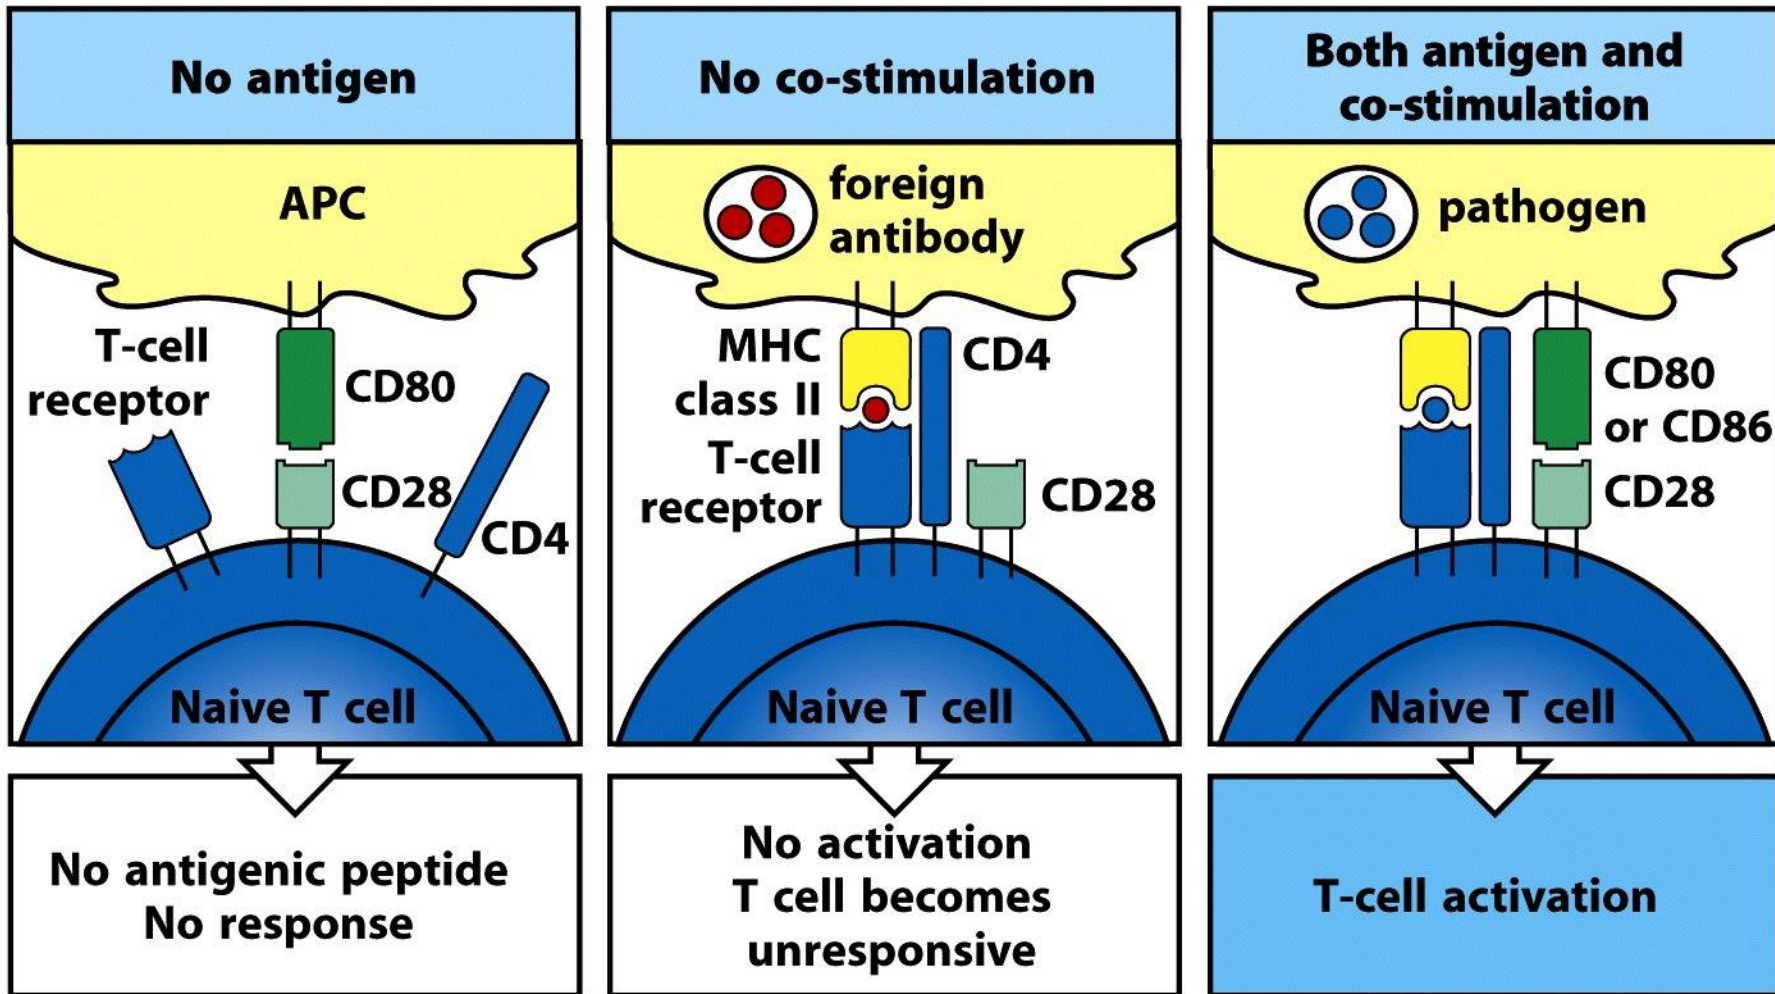 No antigen
APC
T-cell
receptor
CD80
CD28
CD4
Naive T cell
No antigenic peptide
No response
No co-stimulation
foreign
antibody
MHC
class II
CD4
T-cell
receptor
CD28
Naive T cell
No activation
T cell becomes
unresponsive
Both antigen and
co-stimulation
pathogen
CD80
or CD86
CD28
Naive T cell
T-cell activation